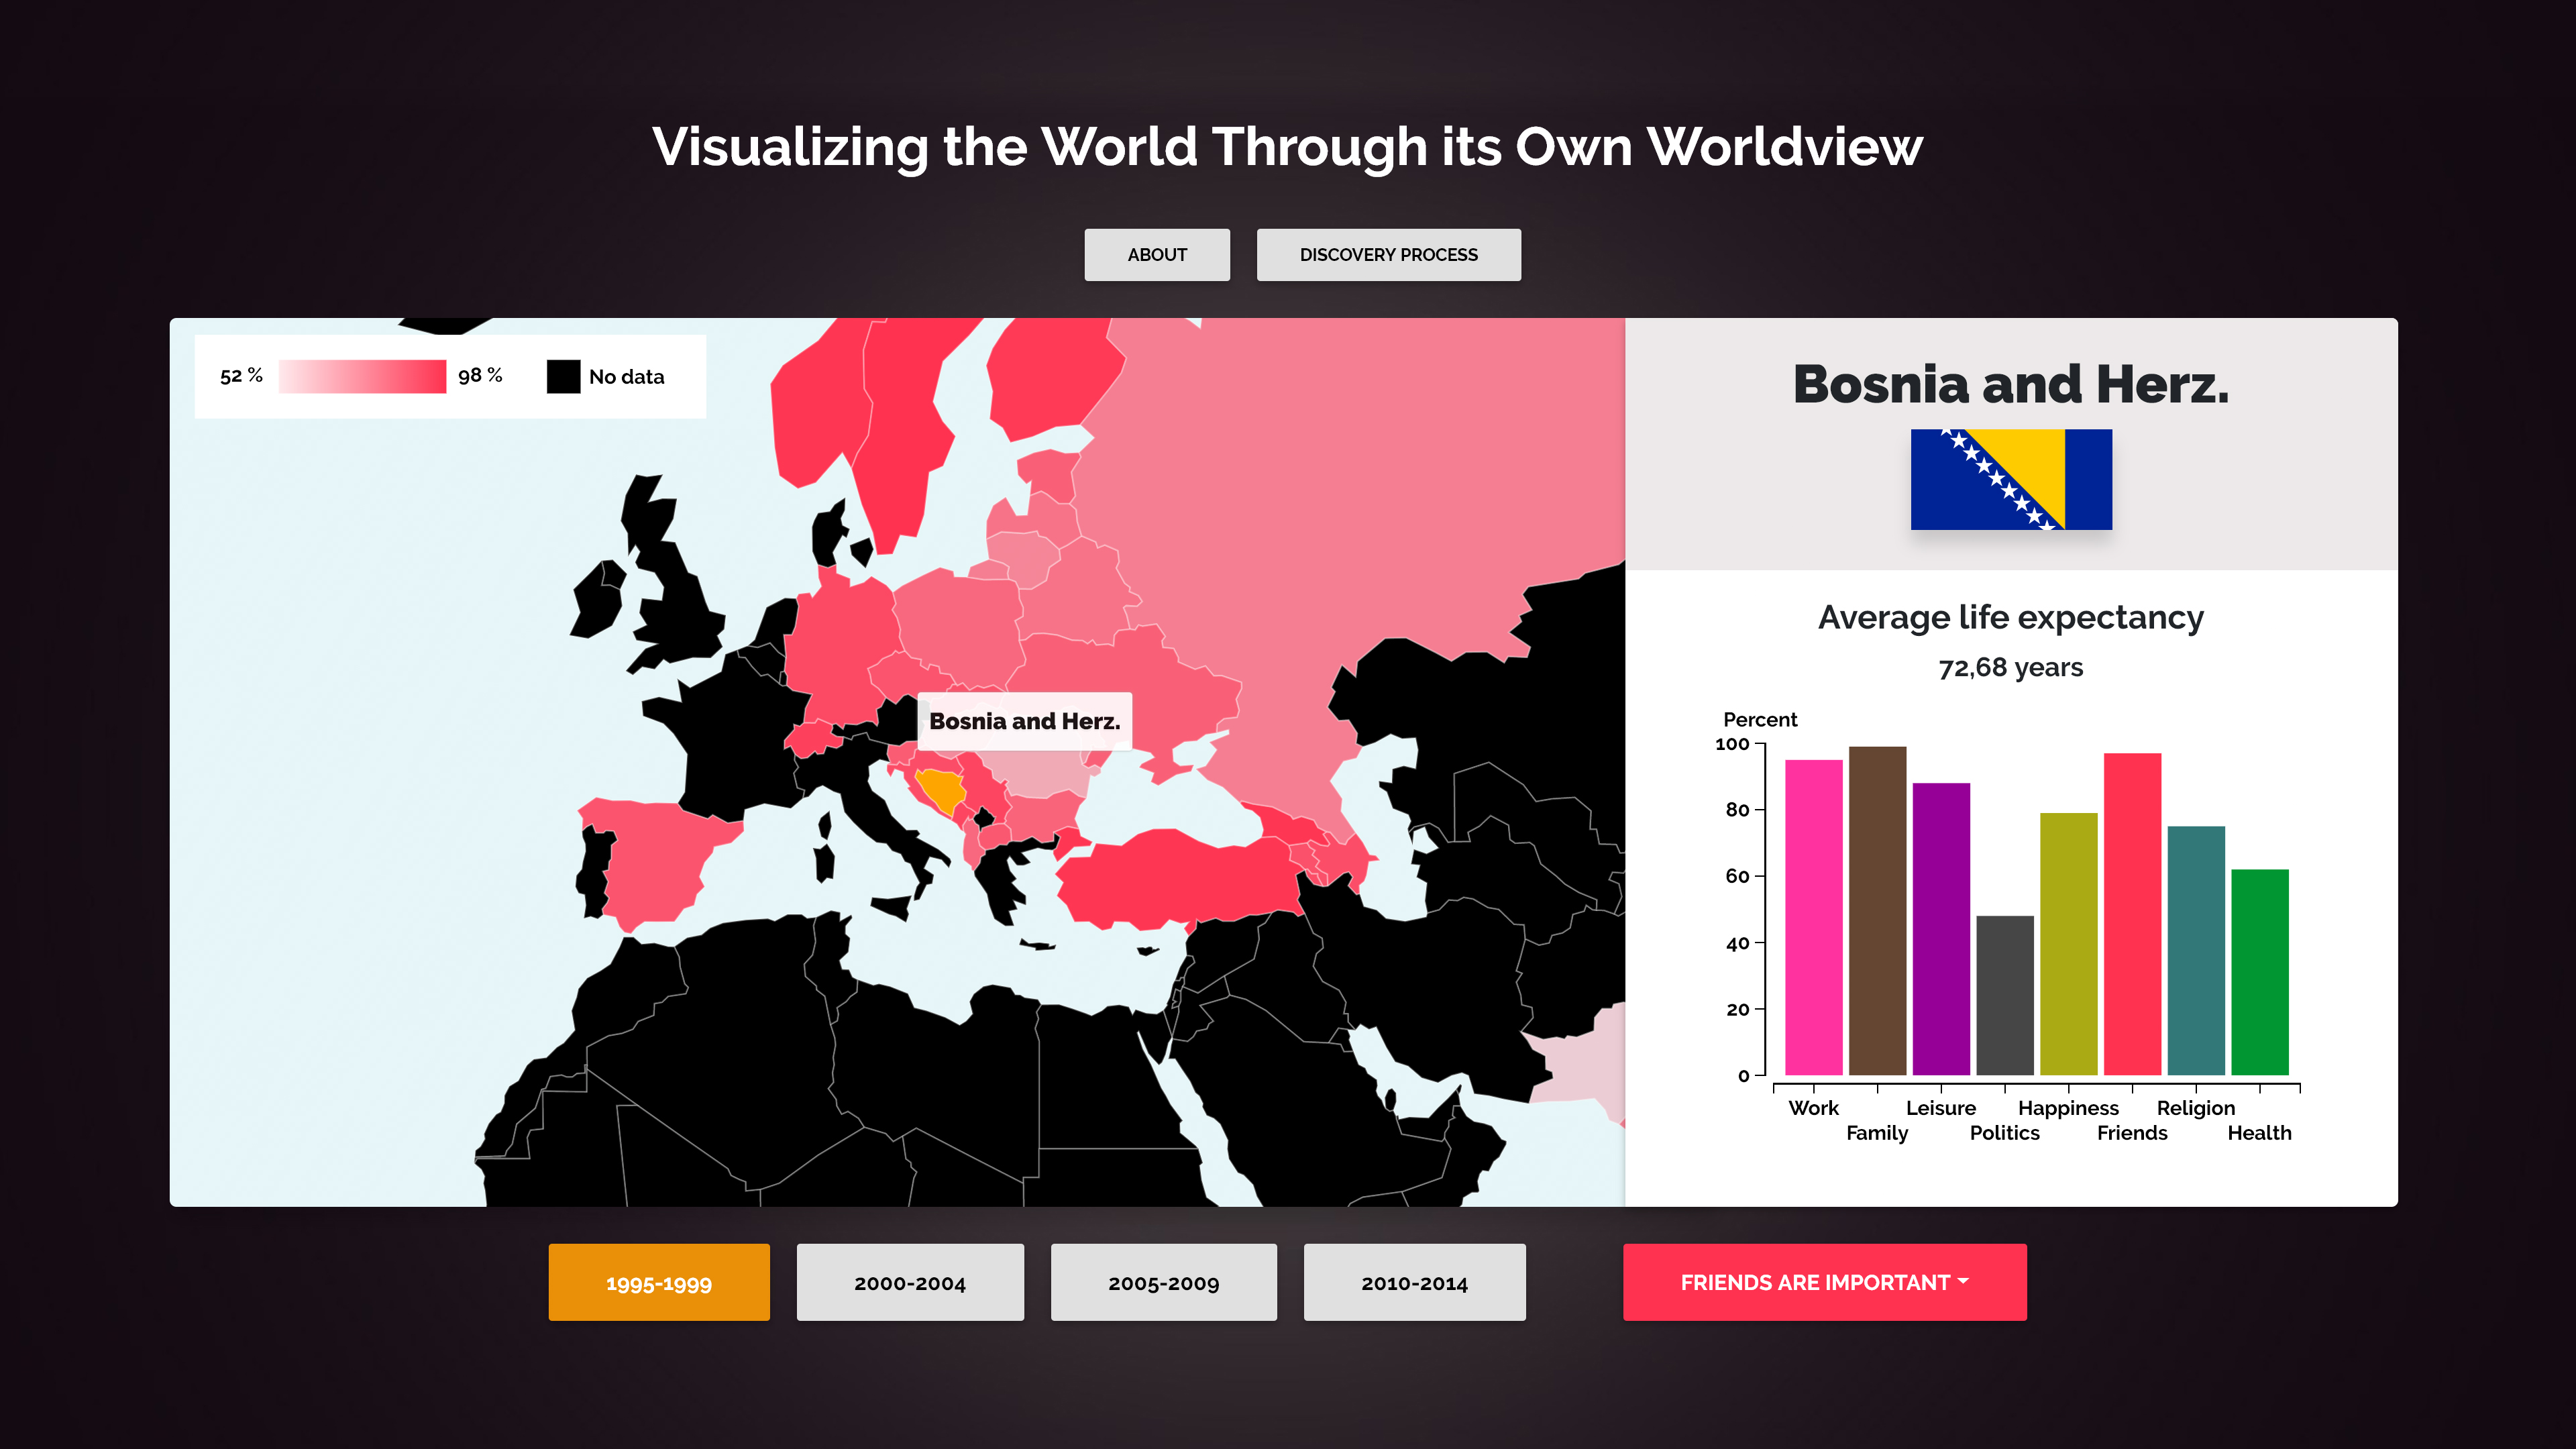 Visualizing the World Through its Own Worldview
ABOUT
DISCOVERY PROCESS
52 %
98 %
No data
Bosnia and Herz.
Bosnia and Herz.
Average life expectancy
72,68 years
Percent
100
80
60
40
20
0
Work
Family
Leisure
Politics
Happiness
Friends
Religion
Health
1995-1999
2000-2004
2005-2009
2010-2014
FRIENDS ARE IMPORTANT